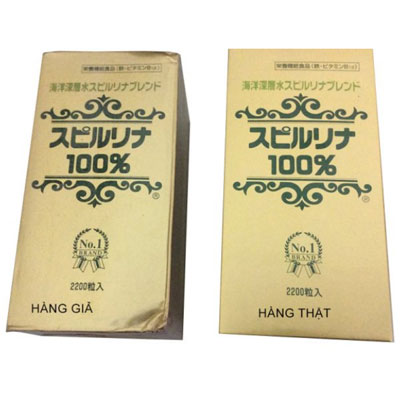 栄養機能食品(鉄・ビタミンB12)
海洋深層水スピルリナブレンド
スピルリナ
100%
®
No.1
BRAND
2200粒入
HÀNG GIẢ
栄養機能食品(鉄・ビタミンB12)
海洋深層水スピルリナブレンド
スピルリナ
100%
®
No.1
BRAND
2200粒入
HÀNG THẬT